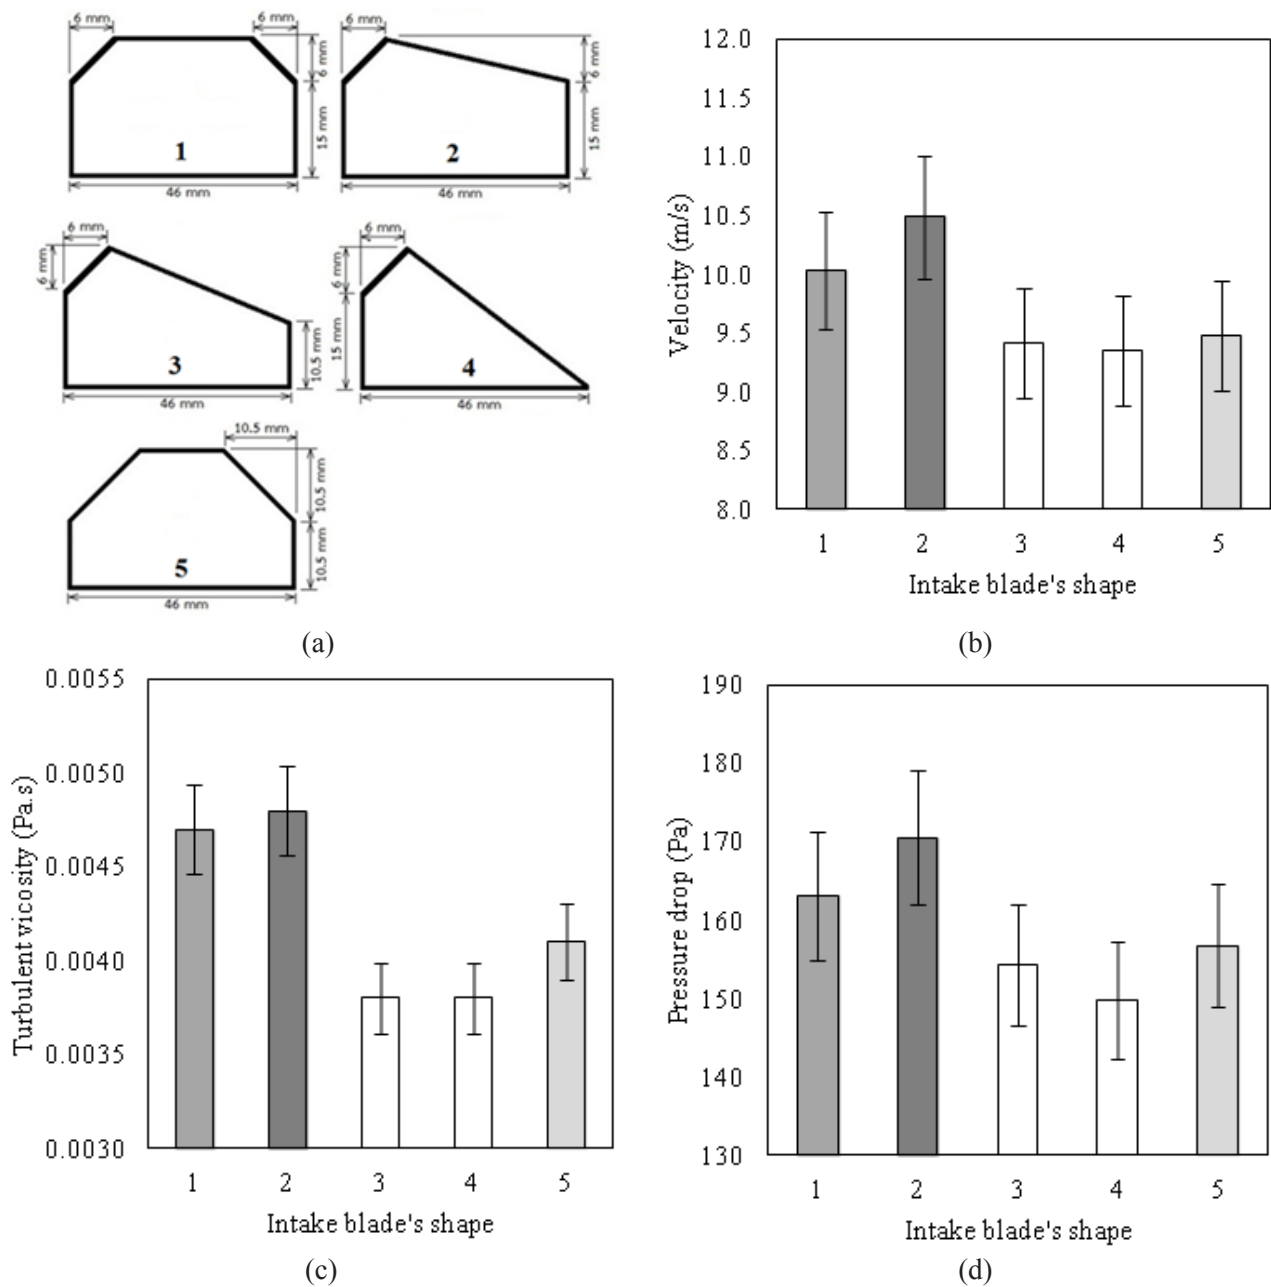 6 mm
6 mm
6 mm
15 mm
1
46 mm
6 mm
6 mm
15 mm
2
46 mm
6 mm
6 mm
10.5 mm
3
46 mm
6 mm
6 mm
15 mm
4
46 mm
10.5 mm
10.5 mm
10.5 mm
5
46 mm
(a)
Velocity (m/s)
12.0
11.5
11.0
10.5
10.0
9.5
9.0
8.5
8.0
1 2 3 4 5
Intake blade's shape
(b)
Turbulent vicosity (Pa.s)
0.0055
0.0050
0.0045
0.0040
0.0035
0.0030
1 2 3 4 5
Intake blade's shape
(c)
Pressure drop (Pa)
190
180
170
160
150
140
130
1 2 3 4 5
Intake blade's shape
(d)